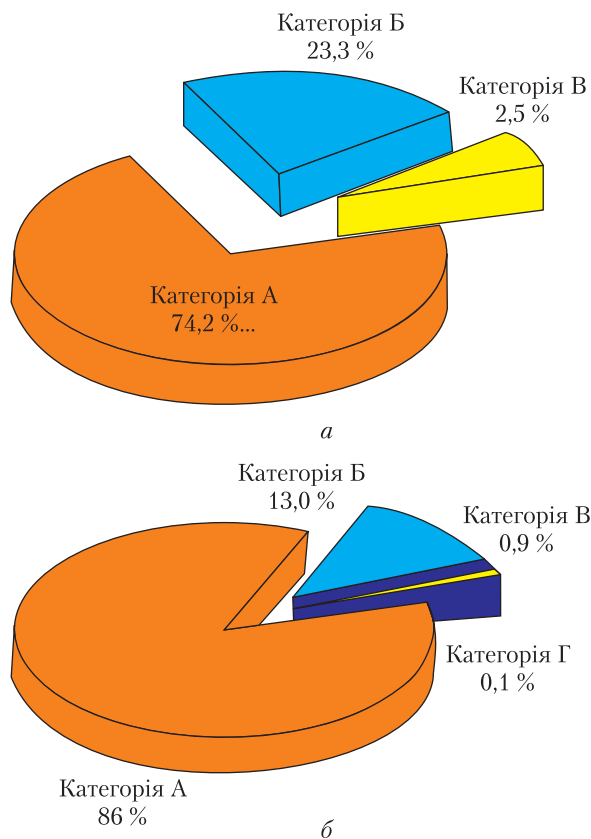 Категорія Б
23,3 %
Категорія В
2,5 %
Категорія А
74,2 %...
а
Категорія Б
13,0 %
Категорія В
0,9 %
Категорія Г
0,1 %
Категорія А
86 %
б